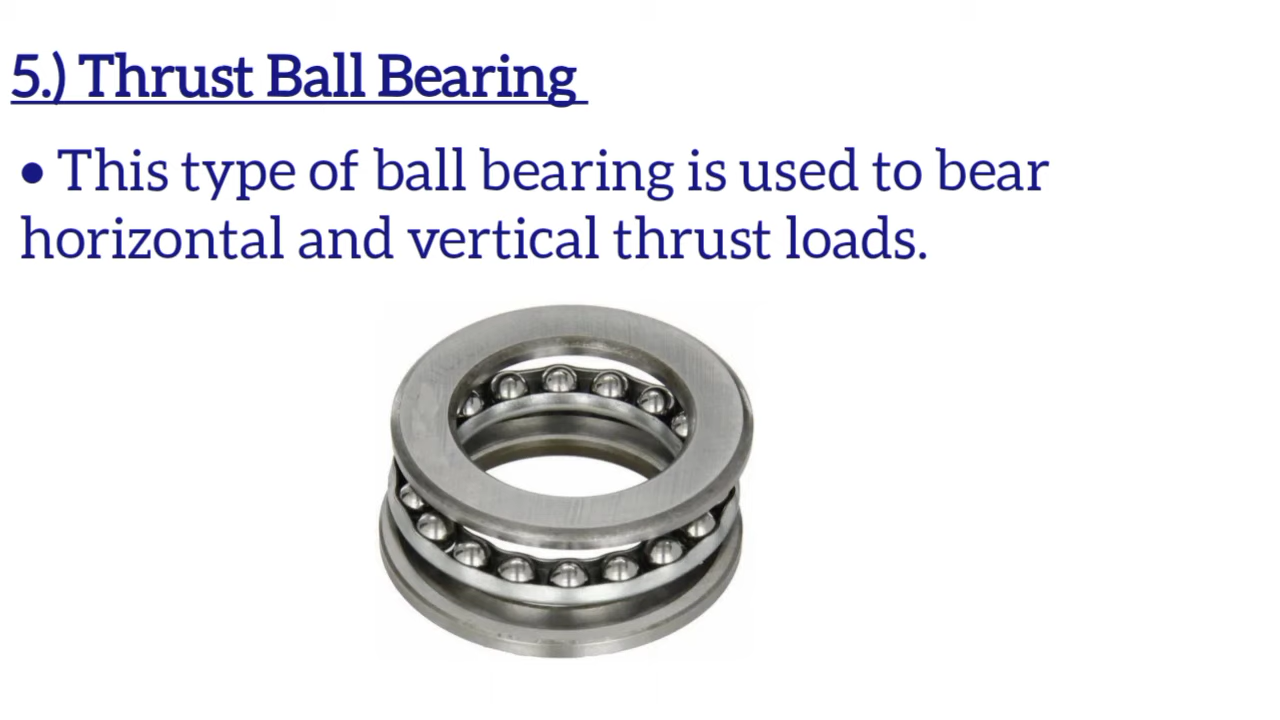 5.) Thrust Ball Bearing
• This type of ball bearing is used to bear
horizontal and vertical thrust loads.